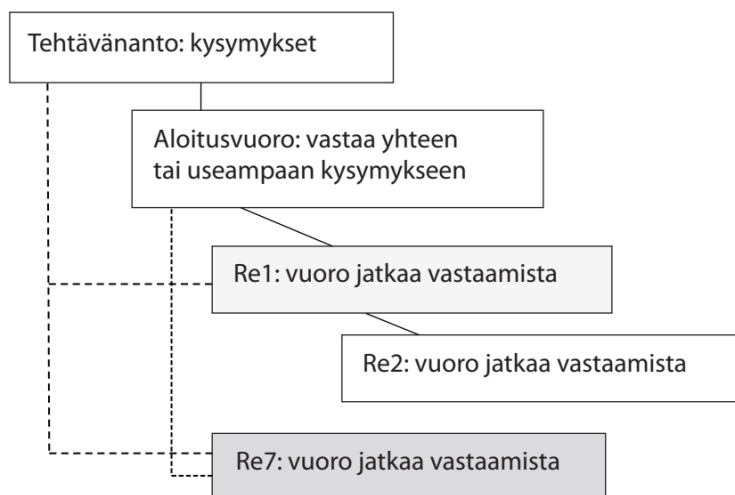 Tehtävänanto: kysymykset
Aloitusvuoro: vastaa yhteen
tai useampaan kysymykseen
Re1: vuoro jatkaa vastaamista
Re2: vuoro jatkaa vastaamista
Re7: vuoro jatkaa vastaamista